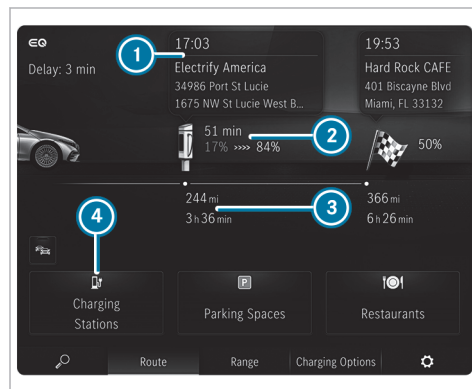 EQ
Delay: 3 min
1
17:03
Electrify America
34986 Port St Lucie
1675 NW St Lucie West B...
19:53
Hard Rock CAFE
401 Biscayne Blvd
Miami, FL 33132
51 min
17% »»» 84%
2
50%
244 mi
3 h 36 min
3
366 mi
6 h 26 min
4
Charging
Stations
P
Parking Spaces
Restaurants
Route
Range
Charging Options